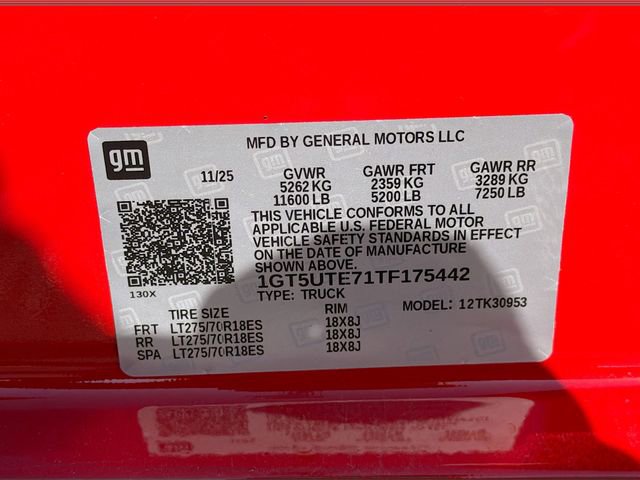 MFD BY GENERAL MOTORS LLC
gm
11/25 GVWR GAWR FRT GAWR RR
5262 KG 2359 KG 3289 KG
11600 LB 5200 LB 7250 LB
THIS VEHICLE CONFORMS TO ALL
APPLICABLE U.S. FEDERAL MOTOR
VEHICLE SAFETY STANDARDS IN EFFECT
ON THE DATE OF MANUFACTURE
SHOWN ABOVE.
130X
1GT5UTE71TF175442
TYPE: TRUCK MODEL: 12TK30953
TIRE SIZE RIM
FRT LT275/70R18ES 18X8J
RR LT275/70R18ES 18X8J
SPA LT275/70R18ES 18X8J